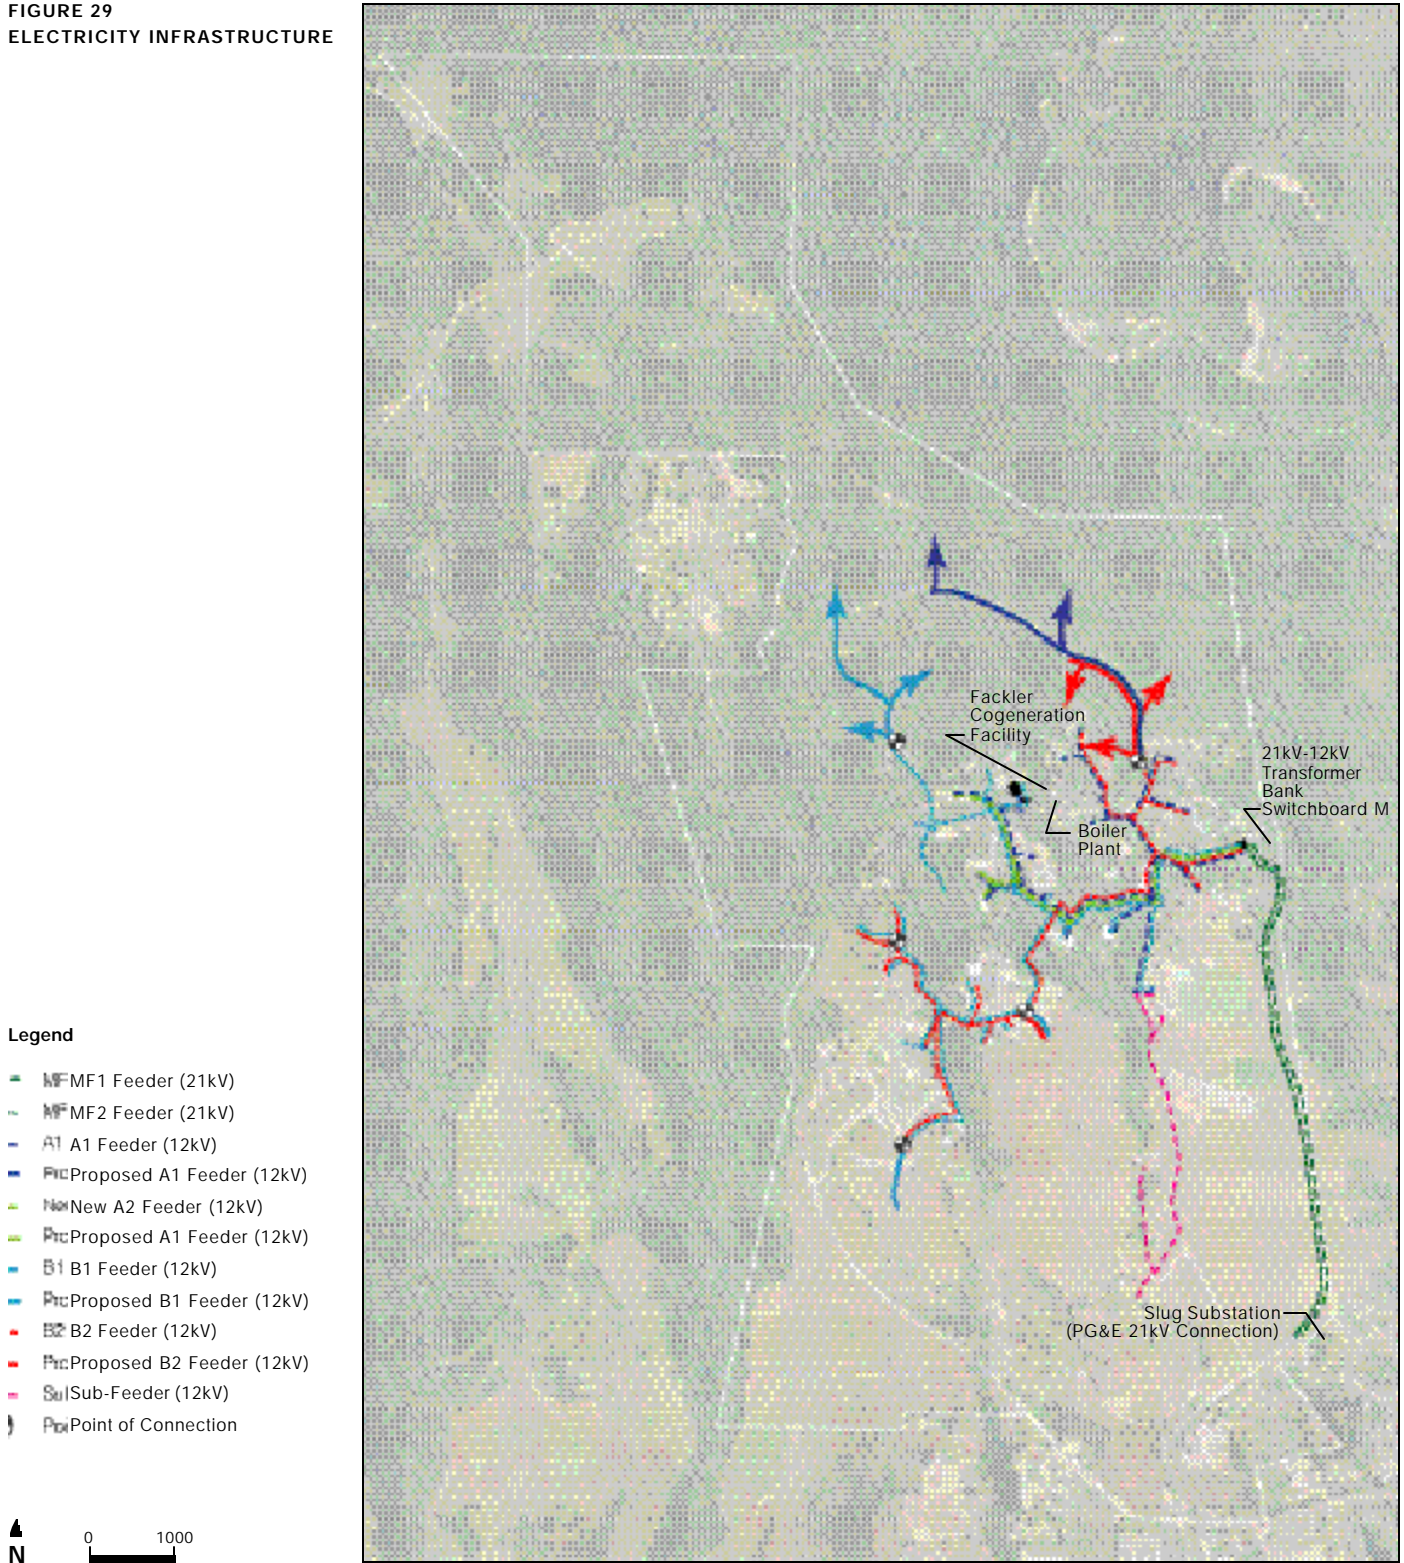 FIGURE 29
ELECTRICITY INFRASTRUCTURE
Fackler
Cogeneration
Facility
21kV-12kV
Transformer
Bank
Switchboard M
Boiler
Plant
Slug Substation
(PG&E 21kV Connection)
Legend
MF1 Feeder (21kV)
MF2 Feeder (21kV)
A1 Feeder (12kV)
Proposed A1 Feeder (12kV)
New A2 Feeder (12kV)
Proposed A1 Feeder (12kV)
B1 Feeder (12kV)
Proposed B1 Feeder (12kV)
B2 Feeder (12kV)
Proposed B2 Feeder (12kV)
Sub-Feeder (12kV)
Point of Connection
0 1000
N